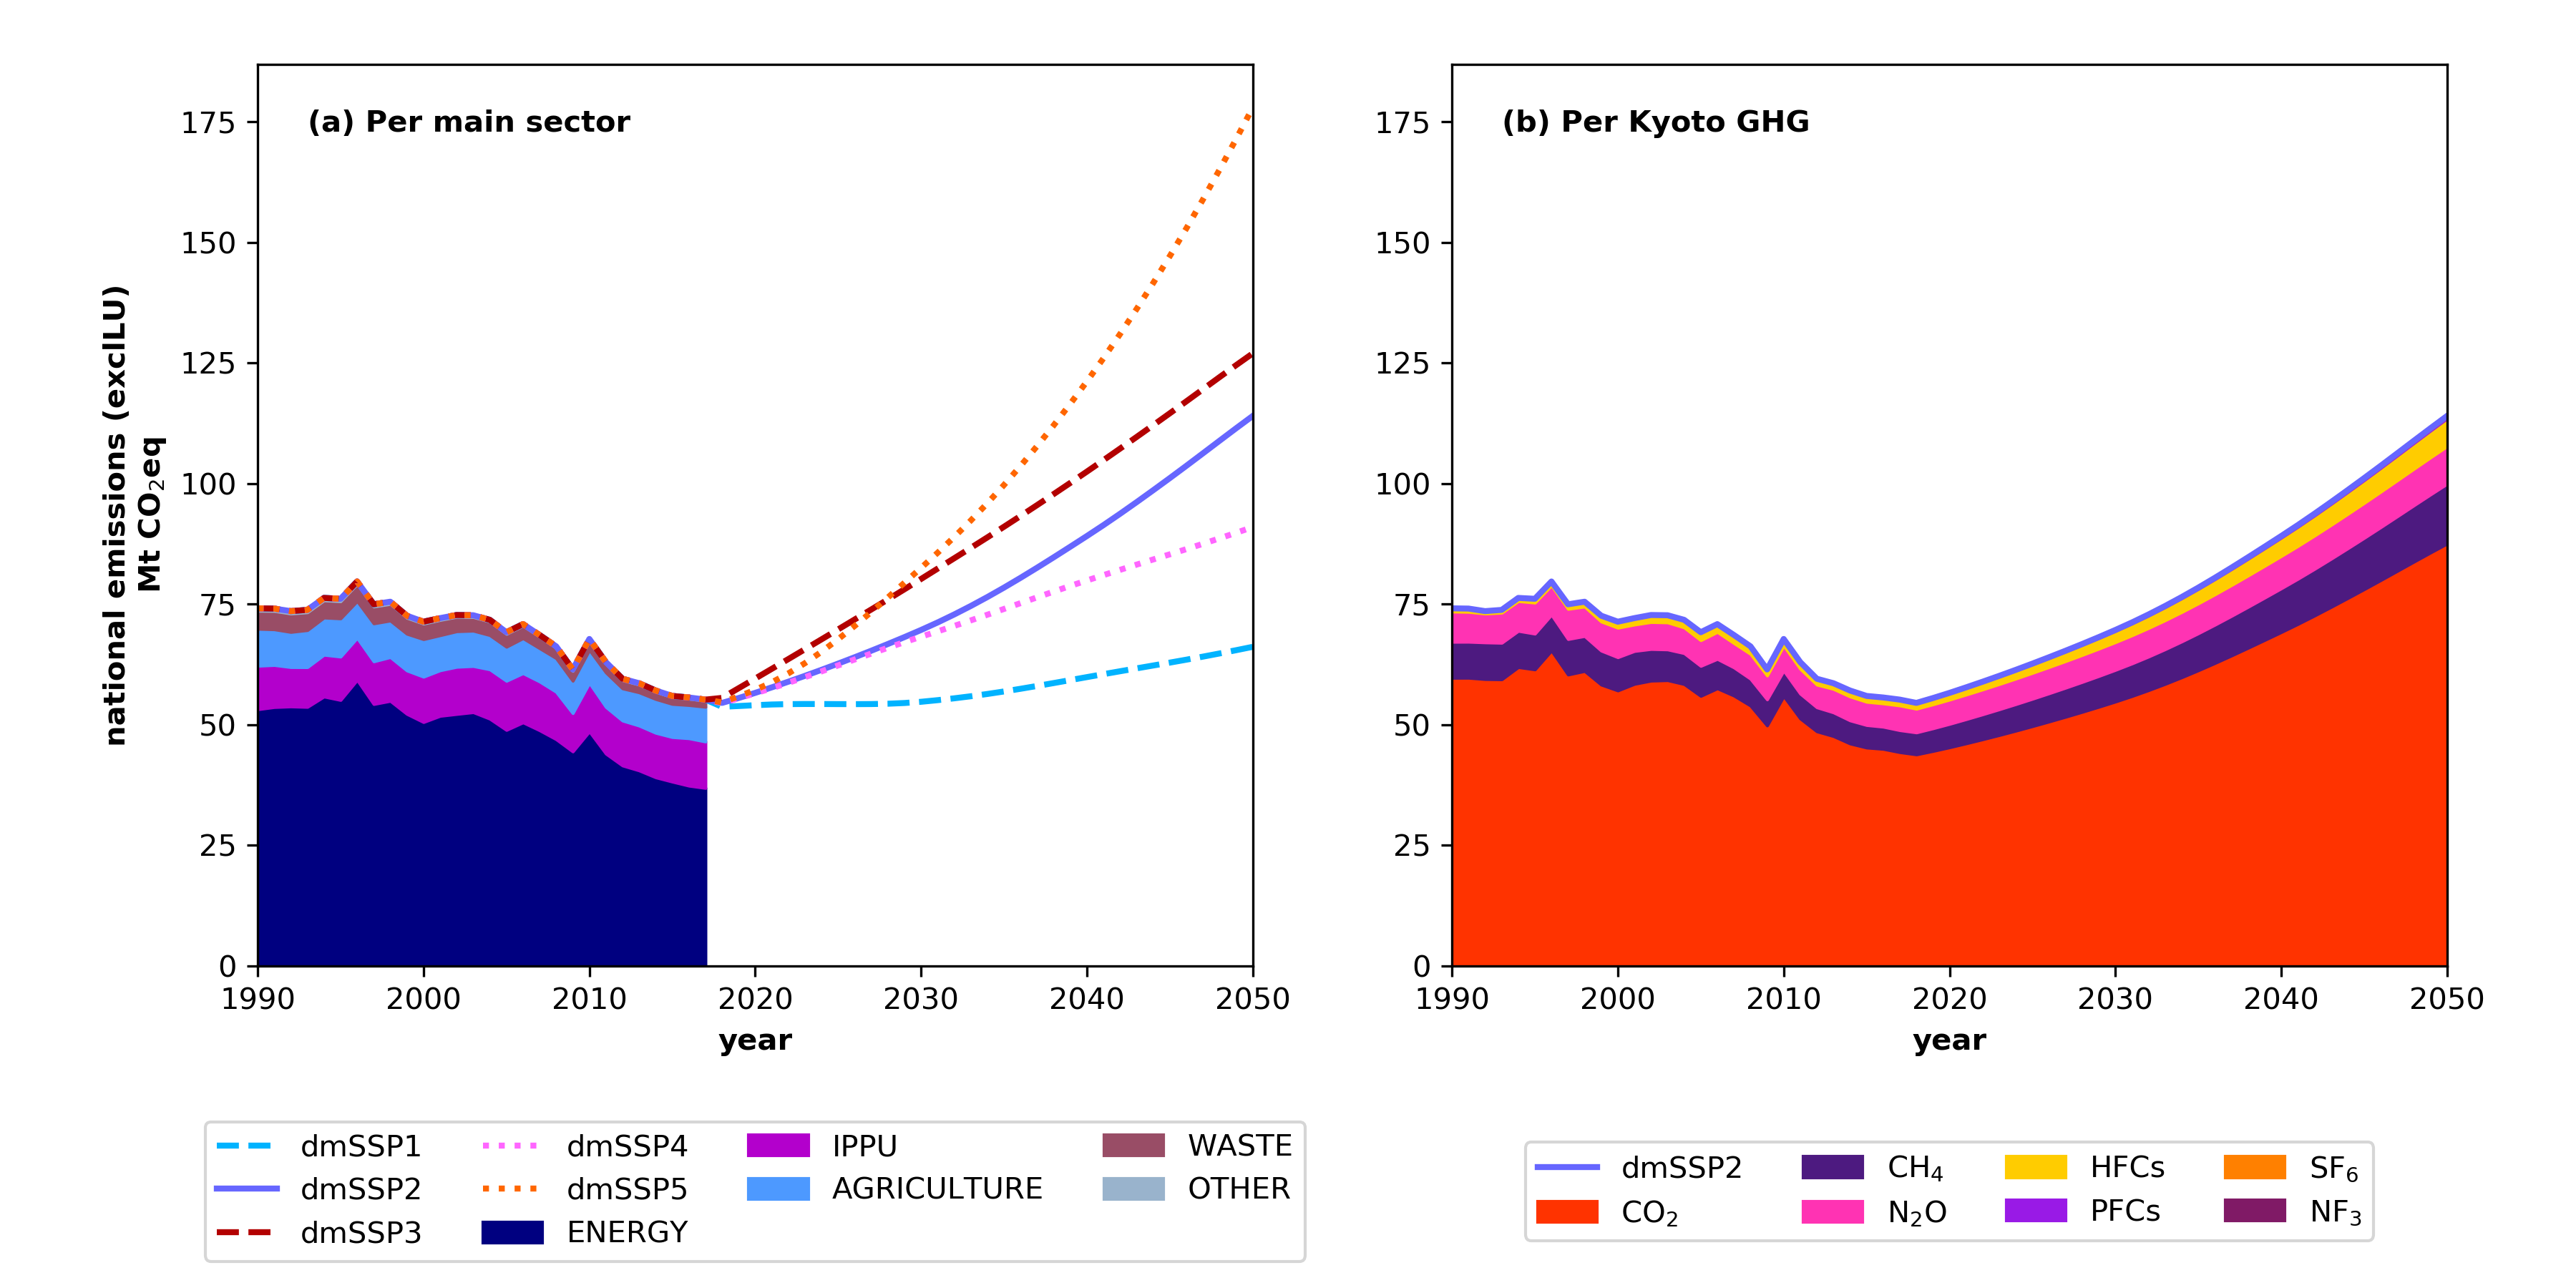 (a) Per main sector
national emissions (exclLU)
Mt CO₂eq
175
150
125
100
75
50
25
0
1990 2000 2010 2020 2030 2040 2050
year
dmSSP1 dmSSP4 IPPU WASTE
dmSSP2 dmSSP5 AGRICULTURE OTHER
dmSSP3 ENERGY
(b) Per Kyoto GHG
175
150
125
100
75
50
25
0
1990 2000 2010 2020 2030 2040 2050
year
dmSSP2 CH₄ HFCs SF₆
CO₂ N₂O PFCs NF₃